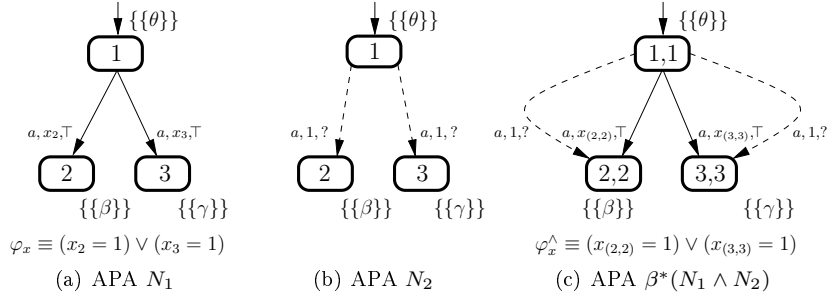 {{θ}} {{θ}} {{θ}}
1 1 1,1
a, x₂,⊤ a, x₃,⊤ a, 1, ? a, 1, ? a, 1, ? a, x₍₂,₂₎,⊤ a, x₍₃,₃₎,⊤ a, 1, ?
2 3 2 3 2,2 3,3
{{β}} {{γ}} {{β}} {{γ}} {{β}} {{γ}}
φₓ ≡ (x₂ = 1) ∨ (x₃ = 1) φₓ^∧ ≡ (x₍₂,₂₎ = 1) ∨ (x₍₃,₃₎ = 1)
(a) APA N₁ (b) APA N₂ (c) APA β*(N₁ ∧ N₂)